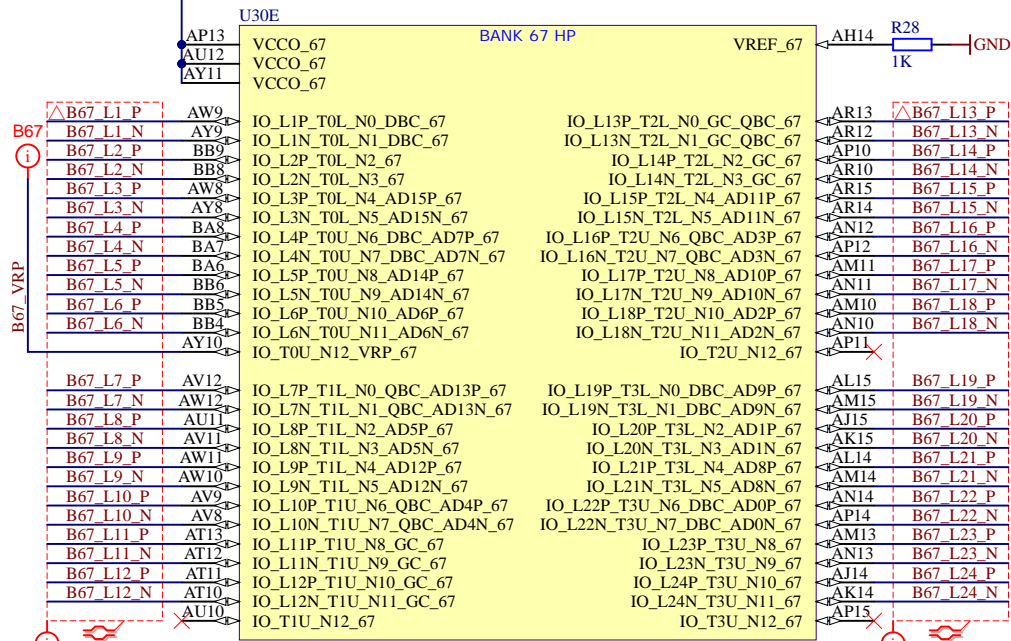 U30E
BANK 67 HP
AP13 VCCO_67
AU12 VCCO_67
AY11 VCCO_67
VREF_67 AH14 R28 1K GND
B67
i
B67_VRP
B67_L1_P AW9 IO_L1P_T0L_N0_DBC_67
B67_L1_N AY9 IO_L1N_T0L_N1_DBC_67
B67_L2_P BB9 IO_L2P_T0L_N2_67
B67_L2_N BB8 IO_L2N_T0L_N3_67
B67_L3_P AW8 IO_L3P_T0L_N4_AD15P_67
B67_L3_N AY8 IO_L3N_T0L_N5_AD15N_67
B67_L4_P BA8 IO_L4P_T0U_N6_DBC_AD7P_67
B67_L4_N BA7 IO_L4N_T0U_N7_DBC_AD7N_67
B67_L5_P BA6 IO_L5P_T0U_N8_AD14P_67
B67_L5_N BB6 IO_L5N_T0U_N9_AD14N_67
B67_L6_P BB5 IO_L6P_T0U_N10_AD6P_67
B67_L6_N BB4 IO_L6N_T0U_N11_AD6N_67
AY10 IO_T0U_N12_VRP_67
B67_L7_P AV12 IO_L7P_T1L_N0_QBC_AD13P_67
B67_L7_N AW12 IO_L7N_T1L_N1_QBC_AD13N_67
B67_L8_P AU11 IO_L8P_T1L_N2_AD5P_67
B67_L8_N AV11 IO_L8N_T1L_N3_AD5N_67
B67_L9_P AW11 IO_L9P_T1L_N4_AD12P_67
B67_L9_N AW10 IO_L9N_T1L_N5_AD12N_67
B67_L10_P AV9 IO_L10P_T1U_N6_QBC_AD4P_67
B67_L10_N AV8 IO_L10N_T1U_N7_QBC_AD4N_67
B67_L11_P AT13 IO_L11P_T1U_N8_GC_67
B67_L11_N AT12 IO_L11N_T1U_N9_GC_67
B67_L12_P AT11 IO_L12P_T1U_N10_GC_67
B67_L12_N AT10 IO_L12N_T1U_N11_GC_67
AU10 IO_T1U_N12_67
IO_L13P_T2L_N0_GC_QBC_67 AR13 B67_L13_P
IO_L13N_T2L_N1_GC_QBC_67 AR12 B67_L13_N
IO_L14P_T2L_N2_GC_67 AP10 B67_L14_P
IO_L14N_T2L_N3_GC_67 AR10 B67_L14_N
IO_L15P_T2L_N4_AD11P_67 AR15 B67_L15_P
IO_L15N_T2L_N5_AD11N_67 AR14 B67_L15_N
IO_L16P_T2U_N6_QBC_AD3P_67 AN12 B67_L16_P
IO_L16N_T2U_N7_QBC_AD3N_67 AP12 B67_L16_N
IO_L17P_T2U_N8_AD10P_67 AM11 B67_L17_P
IO_L17N_T2U_N9_AD10N_67 AN11 B67_L17_N
IO_L18P_T2U_N10_AD2P_67 AM10 B67_L18_P
IO_L18N_T2U_N11_AD2N_67 AN10 B67_L18_N
IO_T2U_N12_67 AP11
IO_L19P_T3L_N0_DBC_AD9P_67 AL15 B67_L19_P
IO_L19N_T3L_N1_DBC_AD9N_67 AM15 B67_L19_N
IO_L20P_T3L_N2_AD1P_67 AJ15 B67_L20_P
IO_L20N_T3L_N3_AD1N_67 AK15 B67_L20_N
IO_L21P_T3L_N4_AD8P_67 AL14 B67_L21_P
IO_L21N_T3L_N5_AD8N_67 AM14 B67_L21_N
IO_L22P_T3U_N6_DBC_AD0P_67 AN14 B67_L22_P
IO_L22N_T3U_N7_DBC_AD0N_67 AP14 B67_L22_N
IO_L23P_T3U_N8_67 AM13 B67_L23_P
IO_L23N_T3U_N9_67 AN13 B67_L23_N
IO_L24P_T3U_N10_67 AJ14 B67_L24_P
IO_L24N_T3U_N11_67 AK14 B67_L24_N
IO_T3U_N12_67 AP15